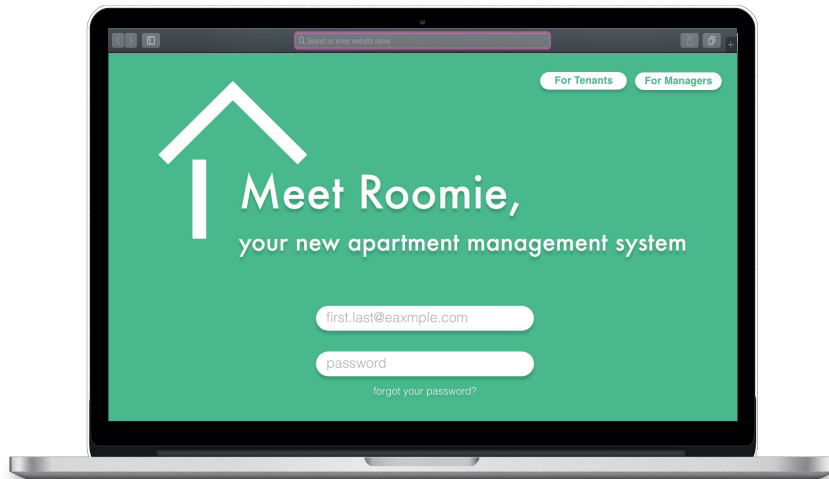 Search or enter website name
For Tenants
For Managers
Meet Roomie,
your new apartment management system
first.last@eaxmple.com
password
forgot your password?